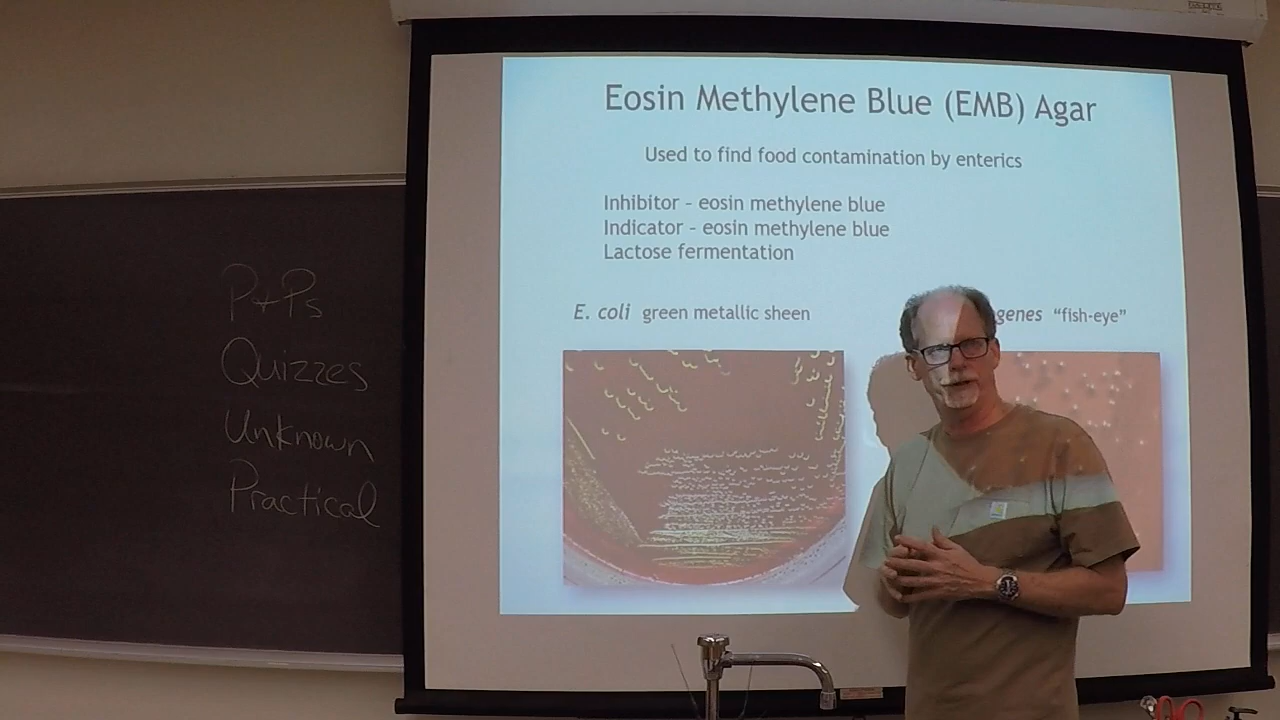 P+Ps
Quizzes
Unknown
Practical
Eosin Methylene Blue (EMB) Agar
Used to find food contamination by enterics
Inhibitor - eosin methylene blue
Indicator - eosin methylene blue
Lactose fermentation
E. coli green metallic sheen
genes “fish-eye”